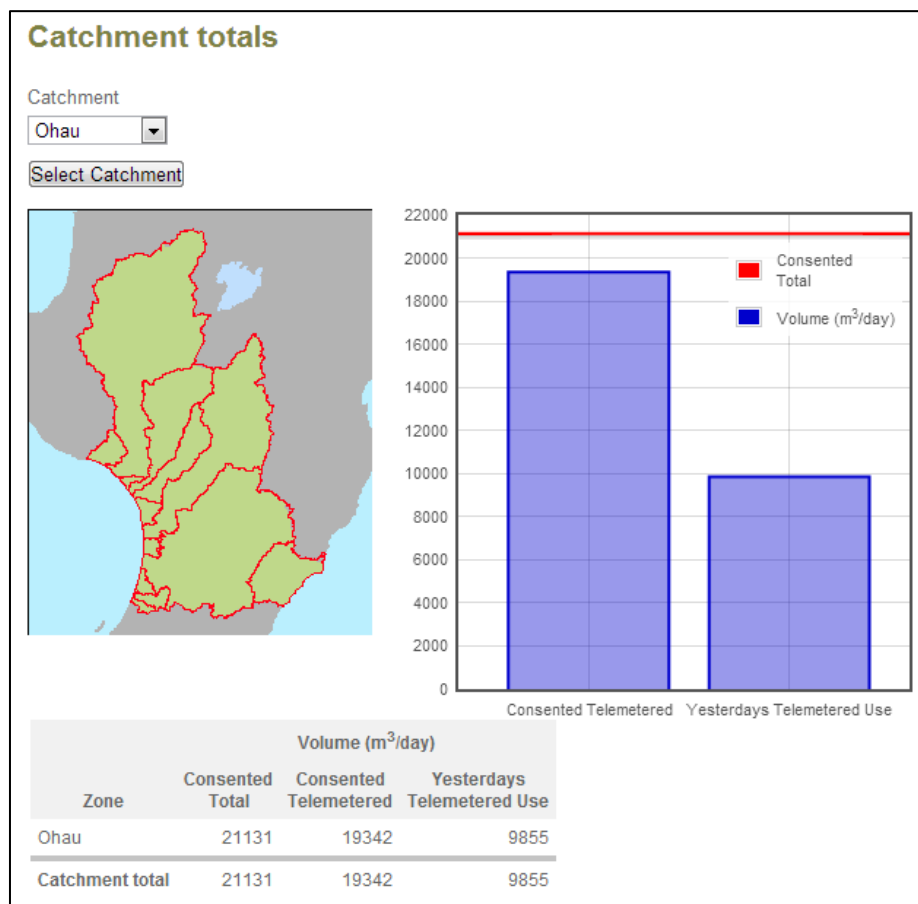 Catchment totals
Catchment
Ohau
Select Catchment
22000
20000
18000
16000
14000
12000
10000
8000
6000
4000
2000
0
Consented
Total
Volume (m³/day)
Consented Telemetered Yesterdays Telemetered Use
Volume (m³/day)
Zone Consented Total Consented Telemetered Yesterdays Telemetered Use
Ohau 21131 19342 9855
Catchment total 21131 19342 9855